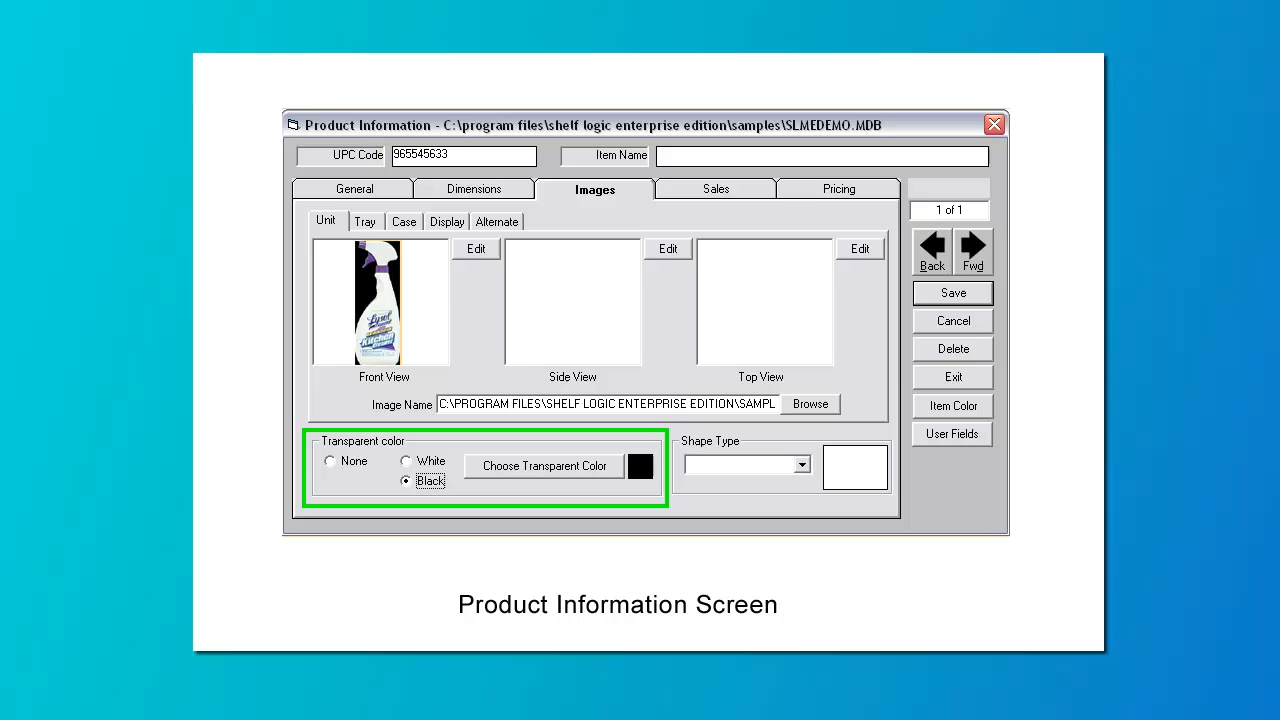 Product Information - C:\program files\shelf logic enterprise edition\samples\SLMEDEMO.MDB
UPC Code 965545633 Item Name
General Dimensions Images Sales Pricing
1 of 1
Unit Tray Case Display Alternate
Edit Edit Edit
Back Fwd
Save
Cancel
Delete
Exit
Item Color
User Fields
Lysol
Kitchen
Front View Side View Top View
Image Name C:\PROGRAM FILES\SHELF LOGIC ENTERPRISE EDITION\SAMPL Browse
Transparent color
None White Choose Transparent Color
Black
Shape Type
Product Information Screen